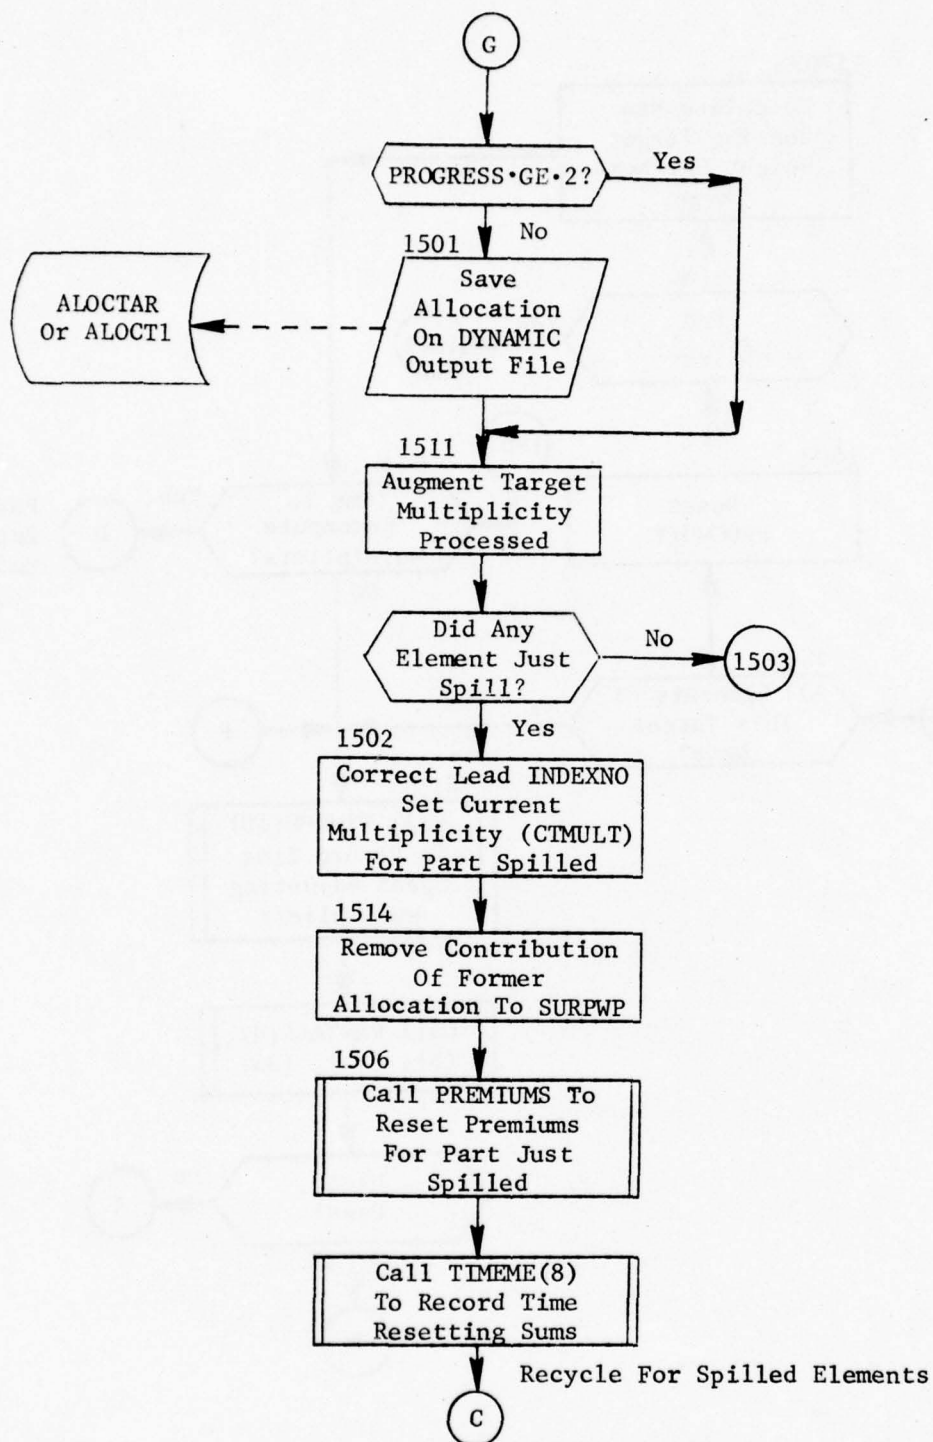 G
PROGRESS·GE·2?
Yes
No
1501
Save
Allocation
On DYNAMIC
Output File
ALOCTAR
Or ALOCT1
1511
Augment Target
Multiplicity
Processed
Did Any
Element Just
Spill?
No
1503
Yes
1502
Correct Lead INDEXNO
Set Current
Multiplicity (CTMULT)
For Part Spilled
1514
Remove Contribution
Of Former
Allocation To SURPWP
1506
Call PREMIUMS To
Reset Premiums
For Part Just
Spilled
Call TIMEME(8)
To Record Time
Resetting Sums
Recycle For Spilled Elements
C